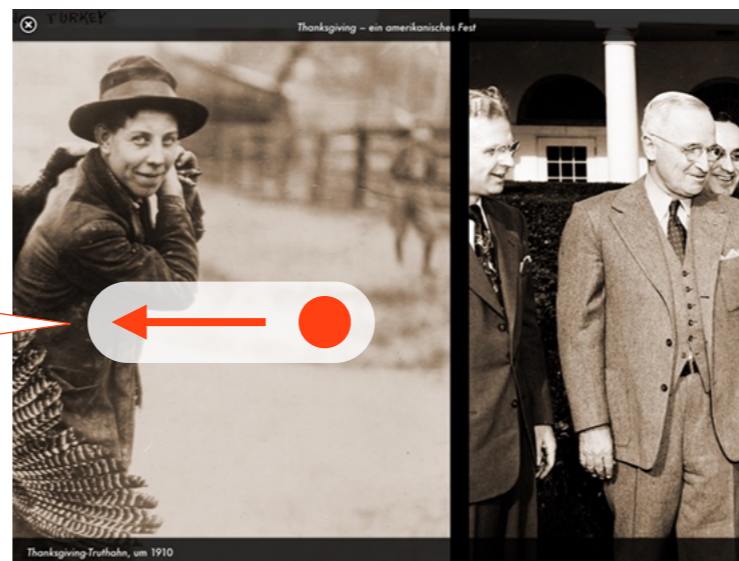 TURKEY
Thanksgiving – ein amerikanisches Fest
Thanksgiving-Truthahn, um 1910